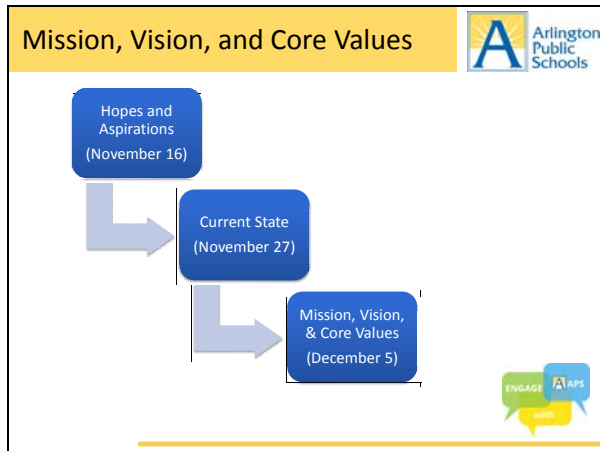 Mission, Vision, and Core Values
A
Arlington
Public
Schools
Hopes and
Aspirations
(November 16)
Current State
(November 27)
Mission, Vision,
& Core Values
(December 5)
ENGAGE
A APS
with